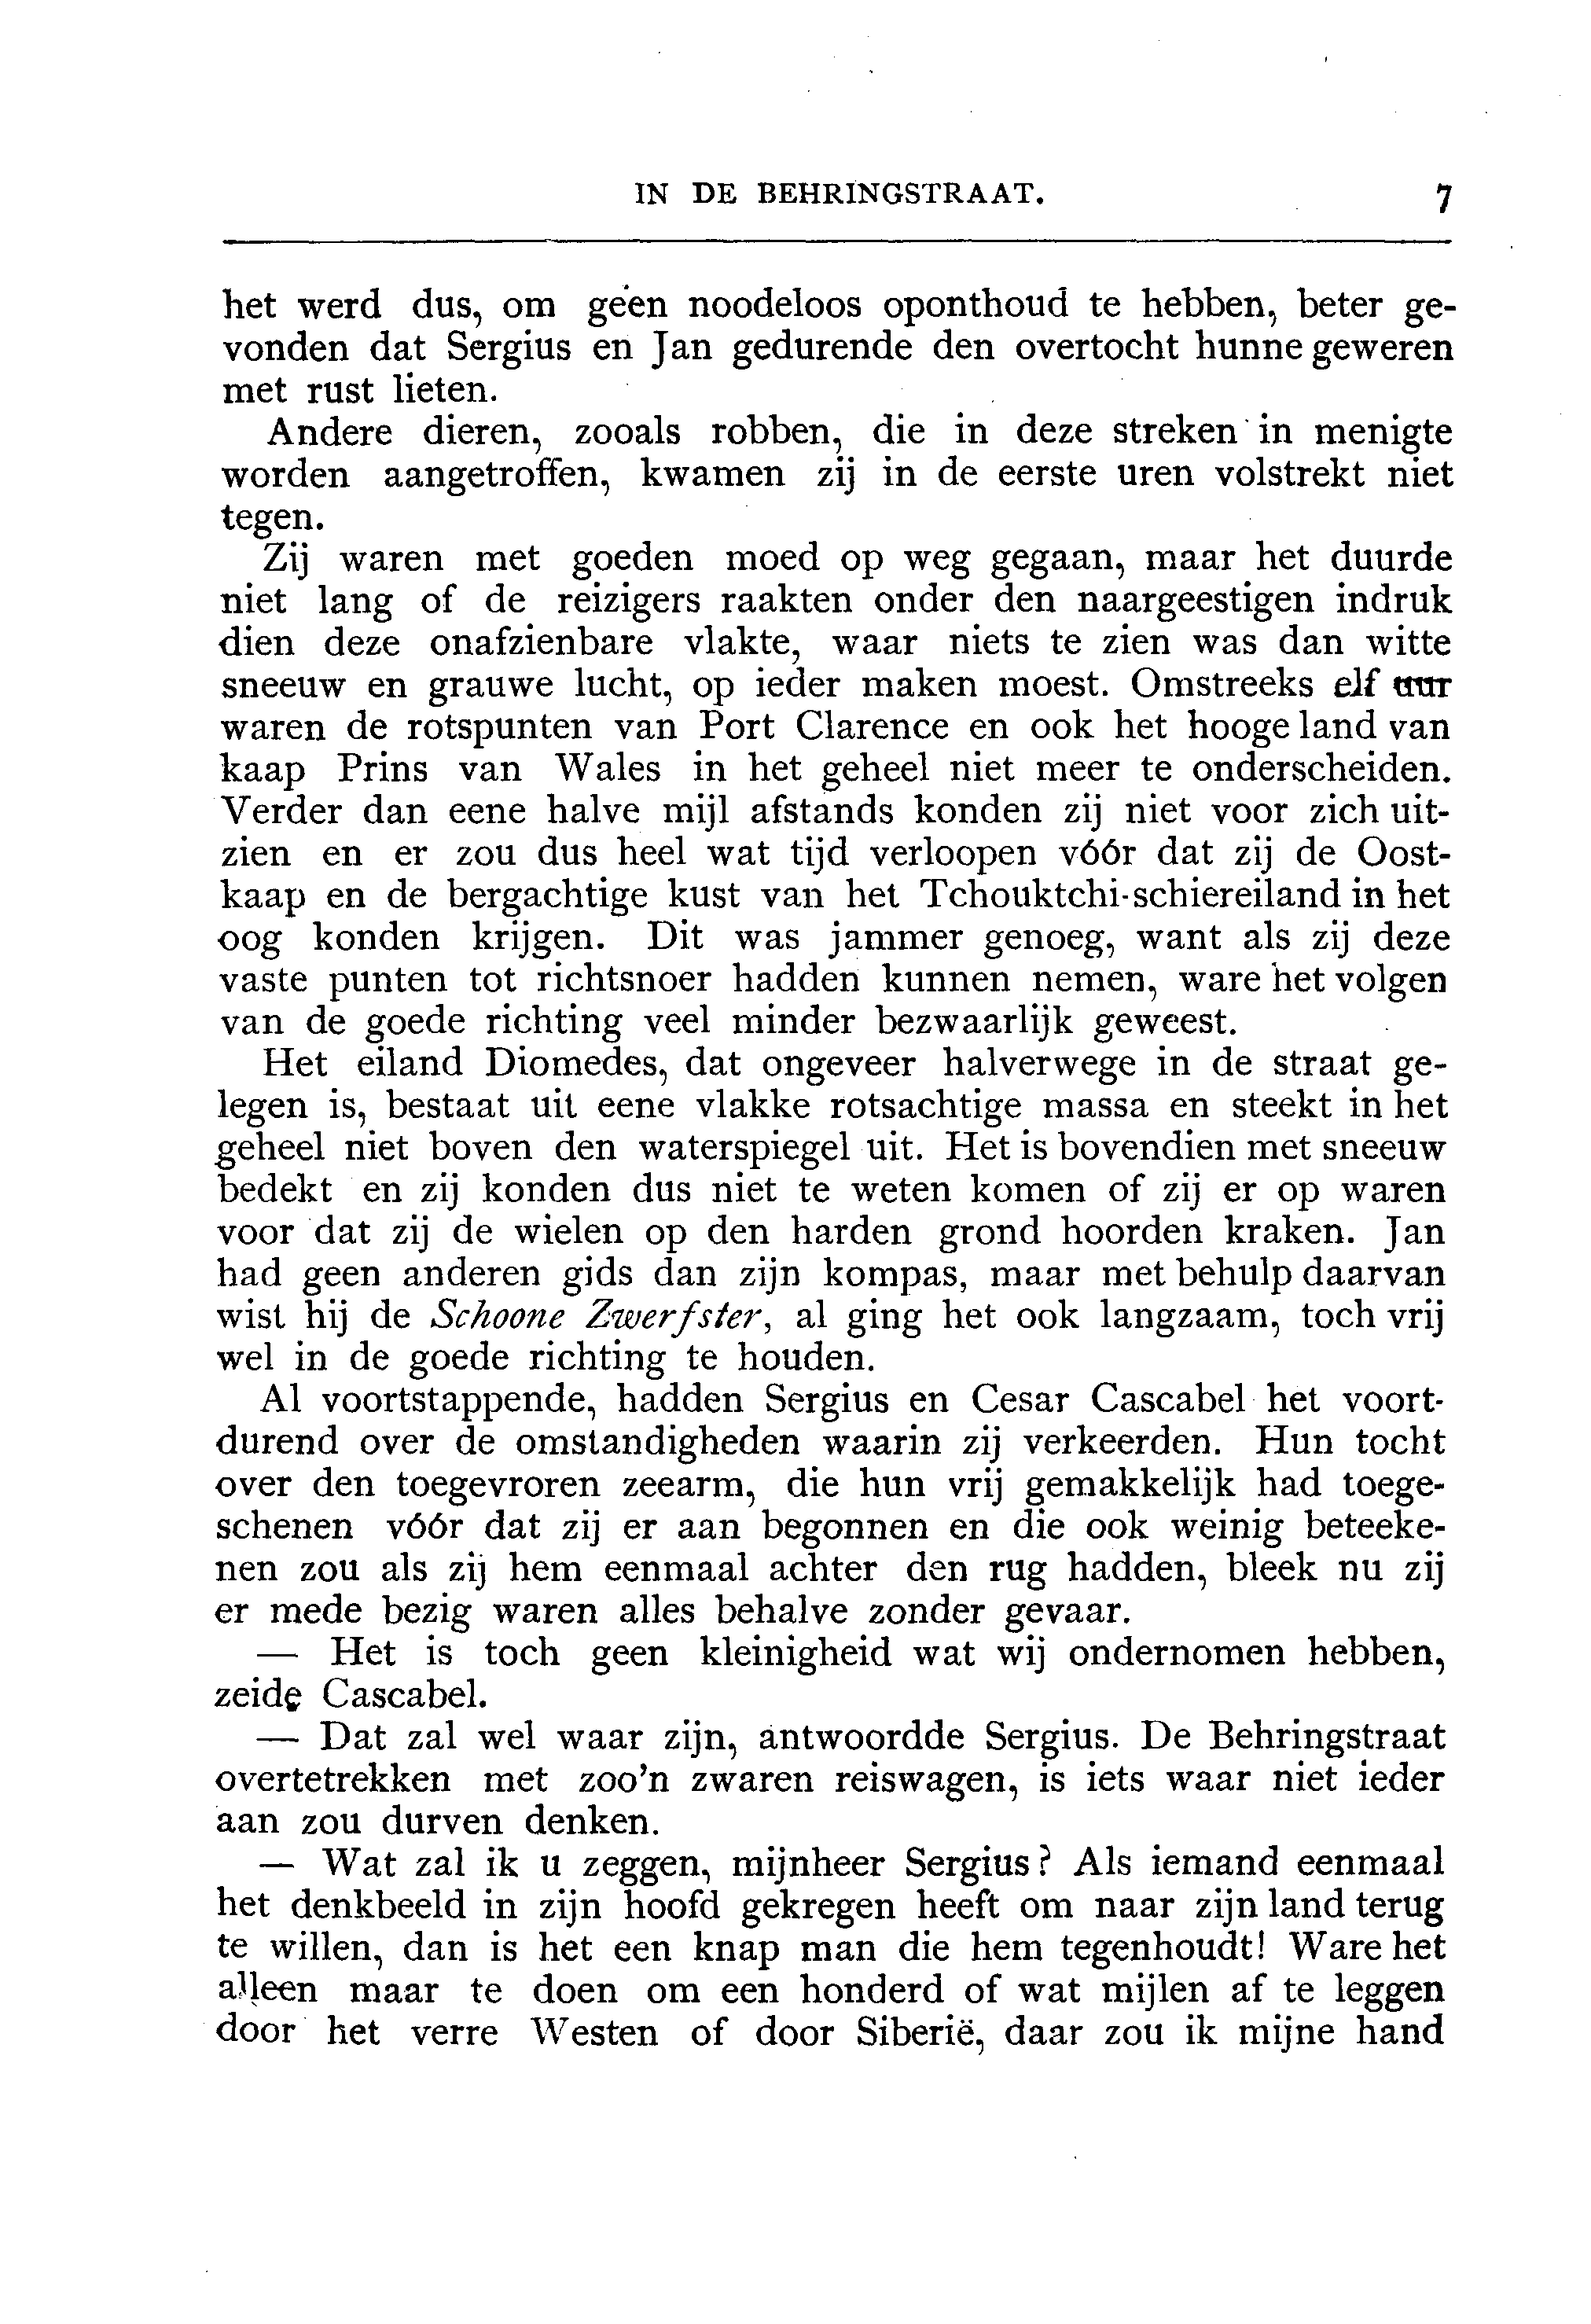 IN DE BEHRINGSTRAAT. 7
het werd dus, om geen noodeloos oponthoud te hebben, beter ge-
vonden dat Sergius en Jan gedurende den overtocht hunne geweren
met rust lieten.
Andere dieren, zooals robben, die in deze streken in menigte
worden aangetroffen, kwamen zij in de eerste uren volstrekt niet
tegen.
Zij waren met goeden moed op weg gegaan, maar het duurde
niet lang of de reizigers raakten onder den naargeestigen indruk
dien deze onafzienbare vlakte, waar niets te zien was dan witte
sneeuw en grauwe lucht, op ieder maken moest. Omstreeks elf uur
waren de rotspunten van Port Clarence en ook het hooge land van
kaap Prins van Wales in het geheel niet meer te onderscheiden.
Verder dan eene halve mijl afstands konden zij niet voor zich uit-
zien en er zou dus heel wat tijd verloopen vóór dat zij de Oost-
kaap en de bergachtige kust van het Tchouktchi-schiereiland in het
oog konden krijgen. Dit was jammer genoeg, want als zij deze
vaste punten tot richtsnoer hadden kunnen nemen, ware het volgen
van de goede richting veel minder bezwaarlijk geweest.
Het eiland Diomedes, dat ongeveer halverwege in de straat ge-
legen is, bestaat uit eene vlakke rotsachtige massa en steekt in het
geheel niet boven den waterspiegel uit. Het is bovendien met sneeuw
bedekt en zij konden dus niet te weten komen of zij er op waren
voor dat zij de wielen op den harden grond hoorden kraken. Jan
had geen anderen gids dan zijn kompas, maar met behulp daarvan
wist hij de Schoone Zwerfster, al ging het ook langzaam, toch vrij
wel in de goede richting te houden.
Al voortstappende, hadden Sergius en Cesar Cascabel het voort-
durend over de omstandigheden waarin zij verkeerden. Hun tocht
over den toegevroren zeearm, die hun vrij gemakkelijk had toege-
schenen vóór dat zij er aan begonnen en die ook weinig beteeke-
nen zou als zij hem eenmaal achter den rug hadden, bleek nu zij
er mede bezig waren alles behalve zonder gevaar.
— Het is toch geen kleinigheid wat wij ondernomen hebben,
zeide Cascabel.
— Dat zal wel waar zijn, antwoordde Sergius. De Behringstraat
overtetrekken met zoo'n zwaren reiswagen, is iets waar niet ieder
aan zou durven denken.
— Wat zal ik u zeggen, mijnheer Sergius? Als iemand eenmaal
het denkbeeld in zijn hoofd gekregen heeft om naar zijn land terug
te willen, dan is het een knap man die hem tegenhoudt! Ware het
alleen maar te doen om een honderd of wat mijlen af te leggen
door het verre Westen of door Siberië, daar zou ik mijne hand